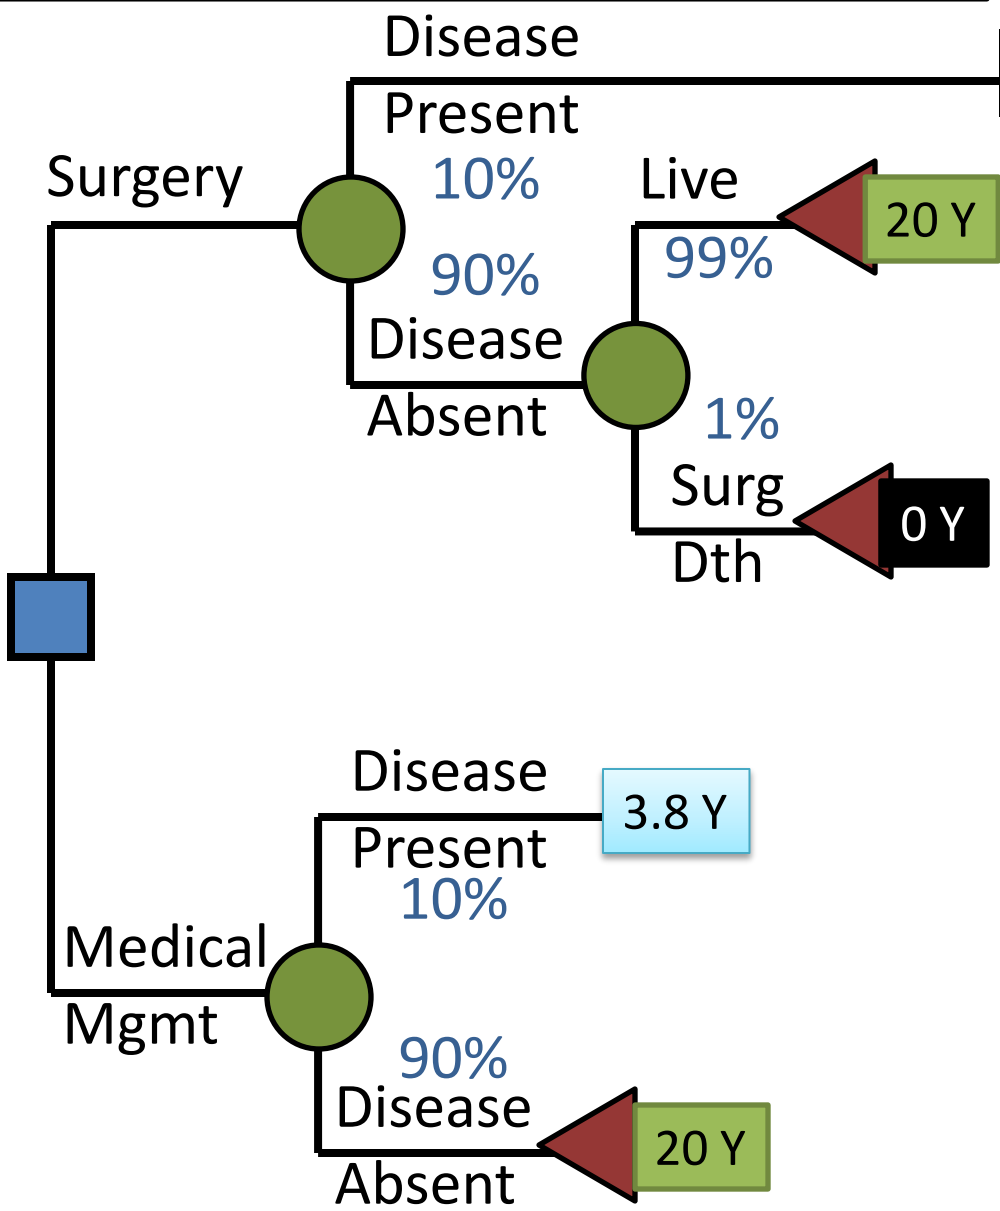 Disease
Present
10%
Surgery
Live
20 Y
99%
90%
Disease
Absent
1%
Surg
0 Y
Dth
Disease
3.8 Y
Present
10%
Medical
Mgmt
90%
Disease
20 Y
Absent